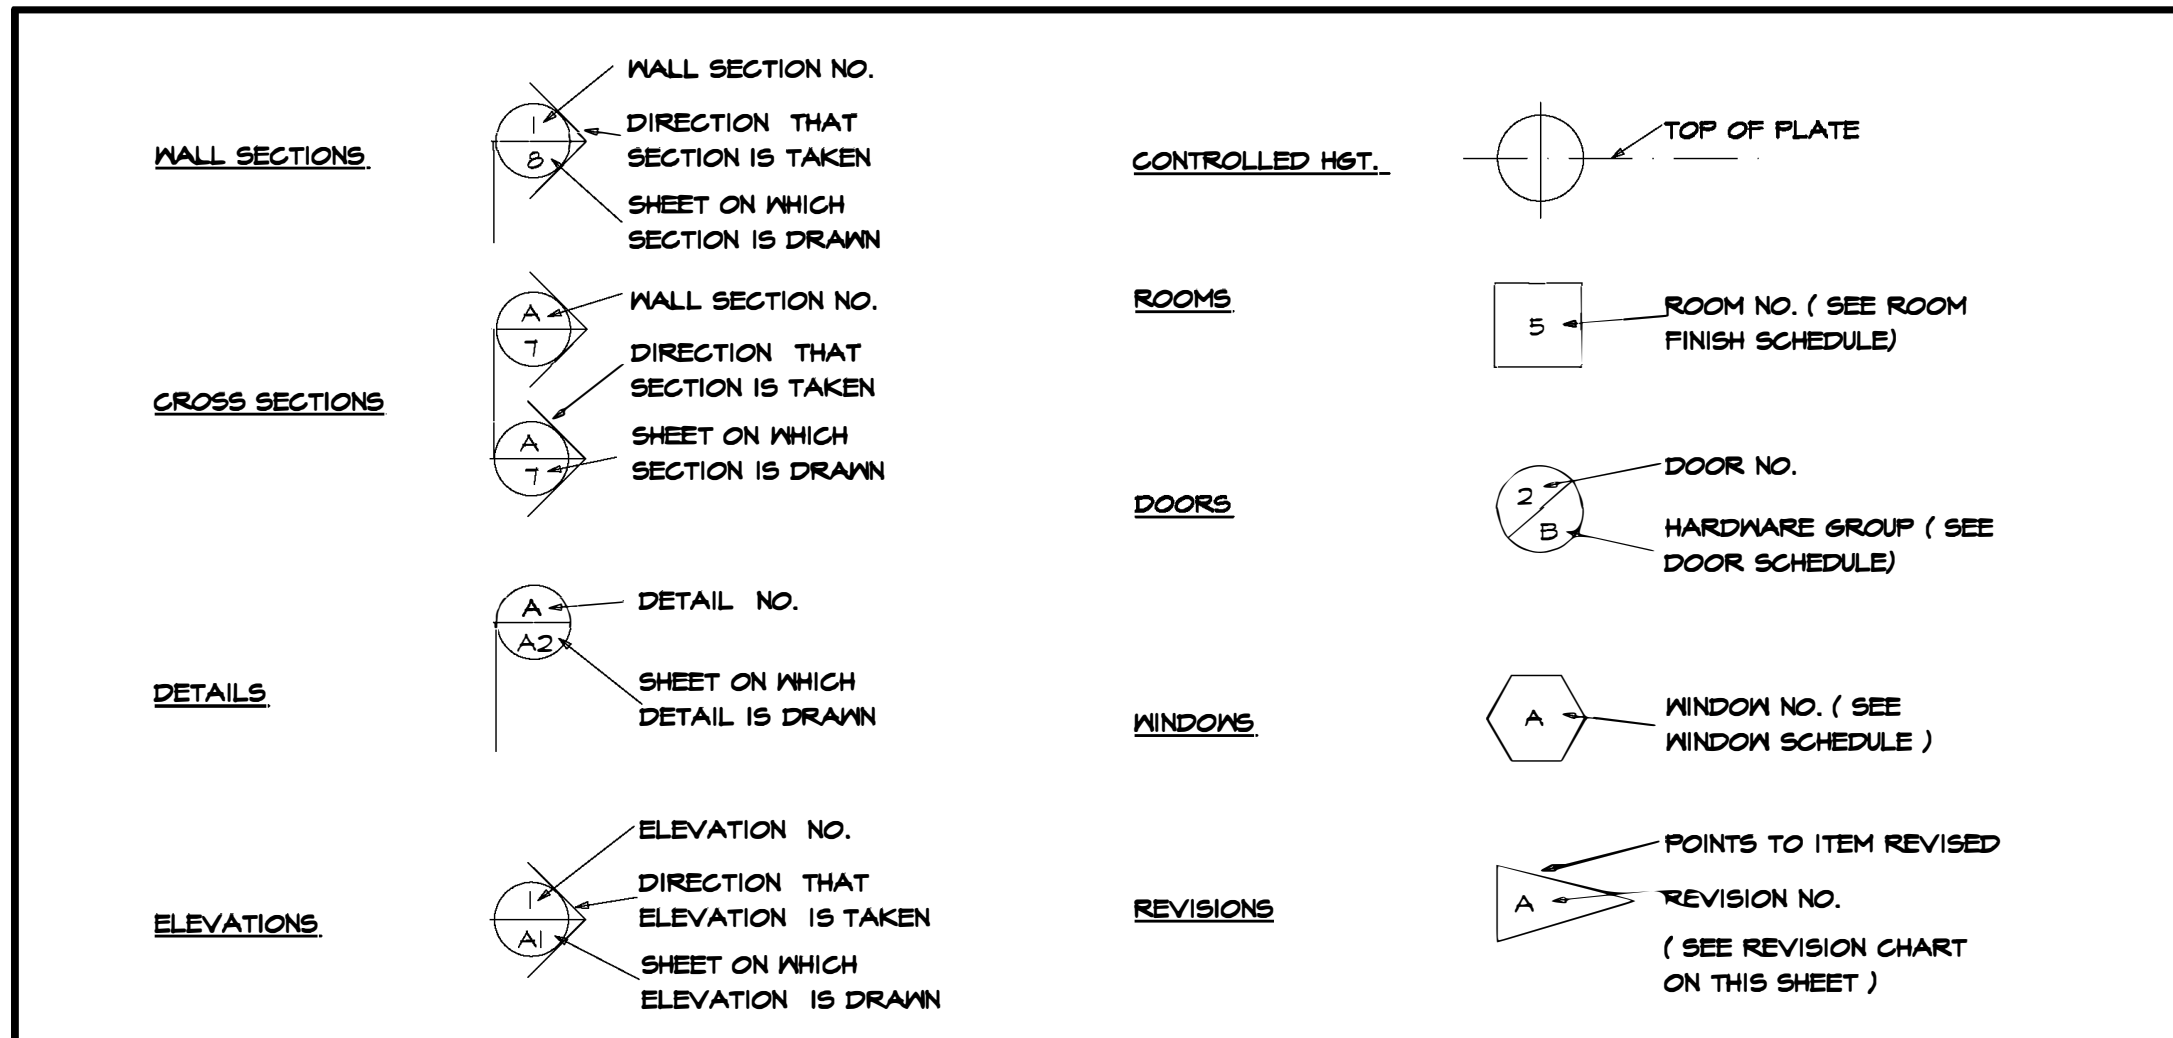 WALL SECTIONS
1
8
WALL SECTION NO.
DIRECTION THAT
SECTION IS TAKEN
SHEET ON WHICH
SECTION IS DRAWN
CROSS SECTIONS
A
7
A
7
WALL SECTION NO.
DIRECTION THAT
SECTION IS TAKEN
SHEET ON WHICH
SECTION IS DRAWN
DETAILS
A
A2
DETAIL NO.
SHEET ON WHICH
DETAIL IS DRAWN
ELEVATIONS
1
A1
ELEVATION NO.
DIRECTION THAT
ELEVATION IS TAKEN
SHEET ON WHICH
ELEVATION IS DRAWN
CONTROLLED HGT.
TOP OF PLATE
ROOMS
5
ROOM NO. ( SEE ROOM
FINISH SCHEDULE)
DOORS
2
B
DOOR NO.
HARDWARE GROUP ( SEE
DOOR SCHEDULE)
WINDOWS
A
WINDOW NO. ( SEE
WINDOW SCHEDULE )
REVISIONS
A
POINTS TO ITEM REVISED
REVISION NO.
( SEE REVISION CHART
ON THIS SHEET )